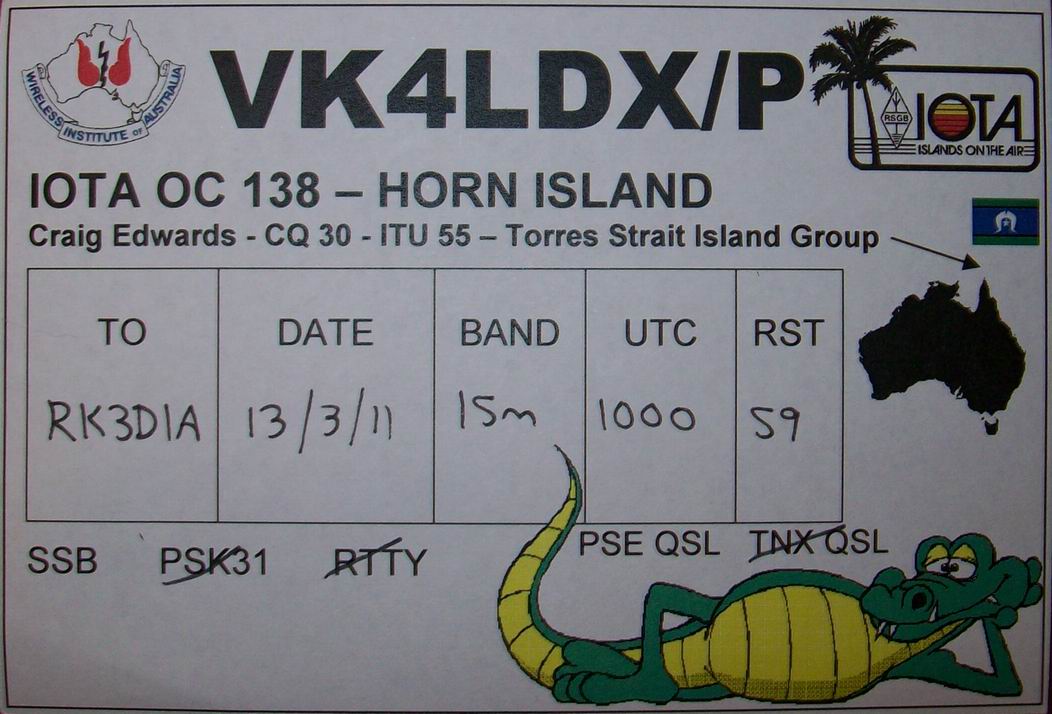 WIRELESS INSTITUTE OF AUSTRALIA
VK4LDX/P
RSGB
IOTA
ISLANDS ON THE AIR
IOTA OC 138 – HORN ISLAND
Craig Edwards - CQ 30 - ITU 55 – Torres Strait Island Group
TO DATE BAND UTC RST
RK3DIA 13/3/11 15m 1000 59
SSB PSK31 RTTY PSE QSL TNX QSL